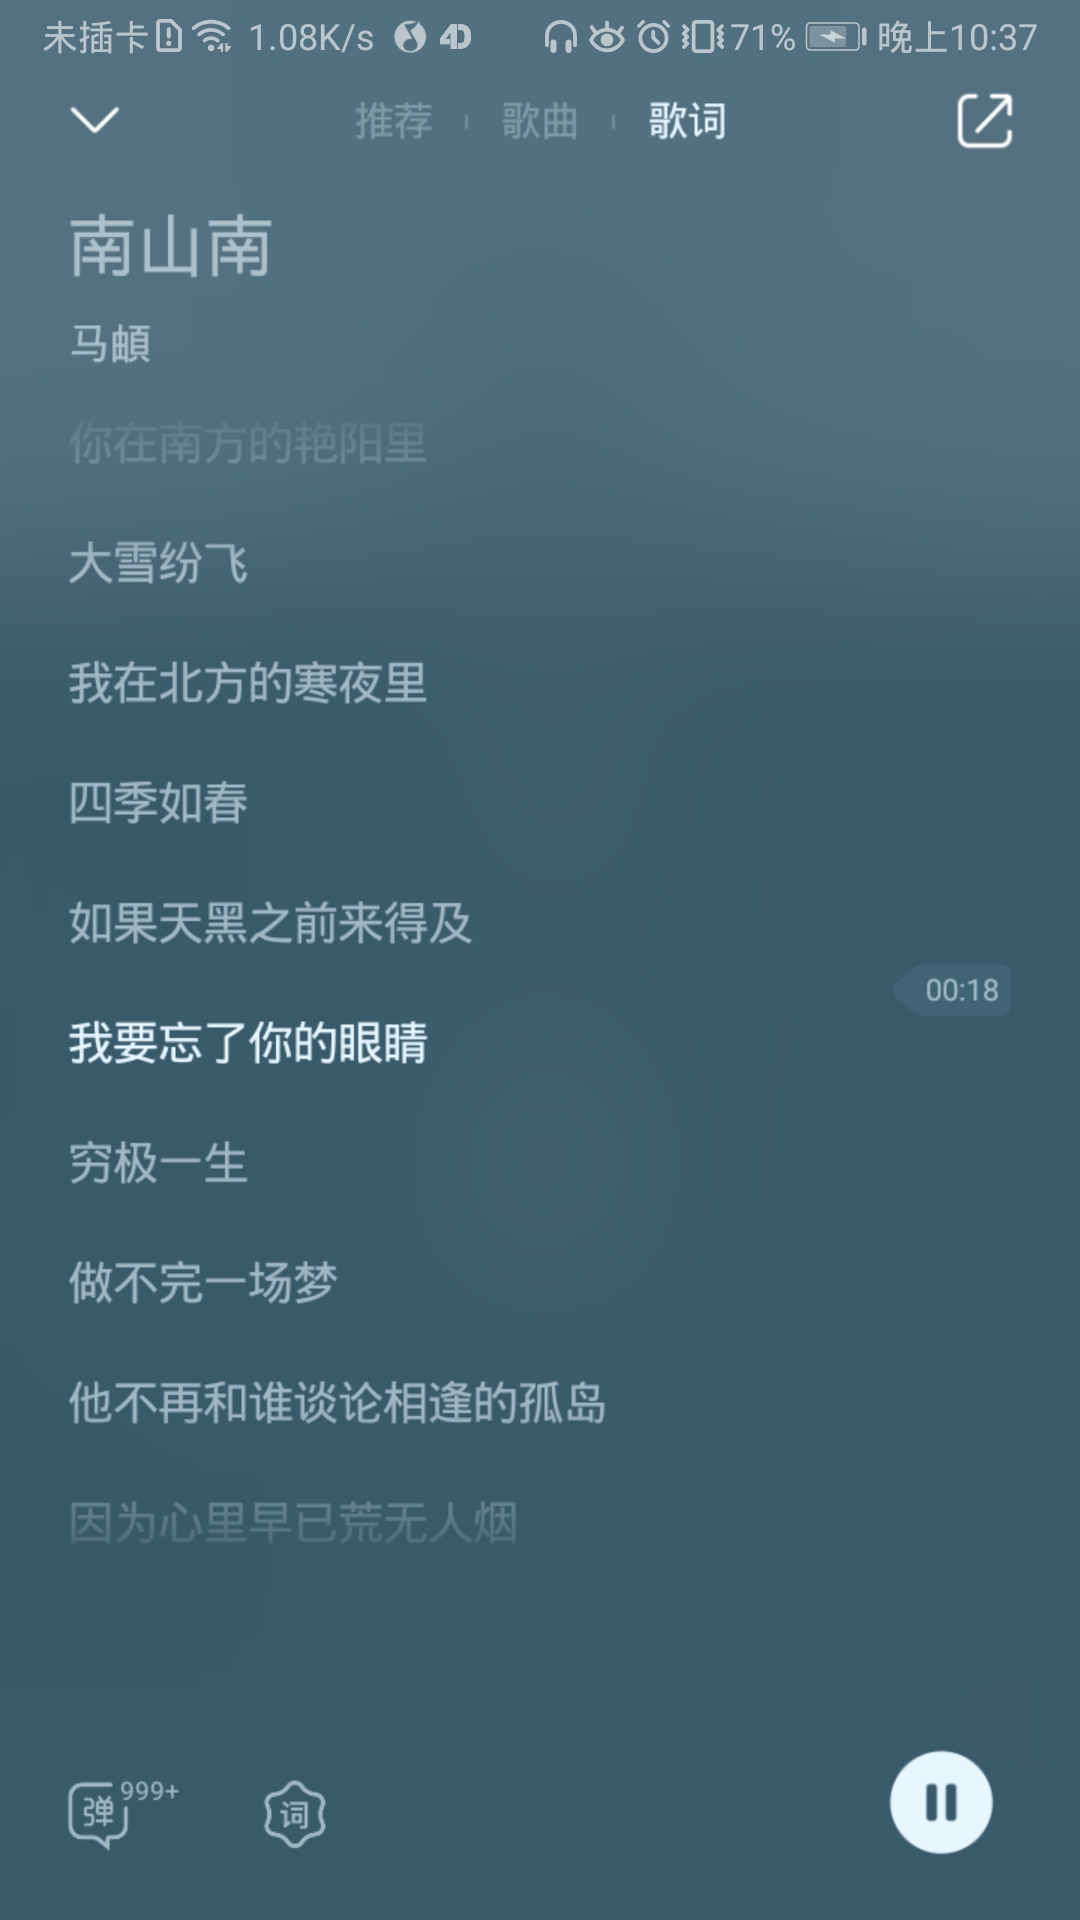 未插卡 1.08K/s 4D 71% 晚上10:37
推荐 歌曲 歌词
南山南
马頔
你在南方的艳阳里
大雪纷飞
我在北方的寒夜里
四季如春
如果天黑之前来得及
00:18
我要忘了你的眼睛
穷极一生
做不完一场梦
他不再和谁谈论相逢的孤岛
因为心里早已荒无人烟
弹 999+ 词